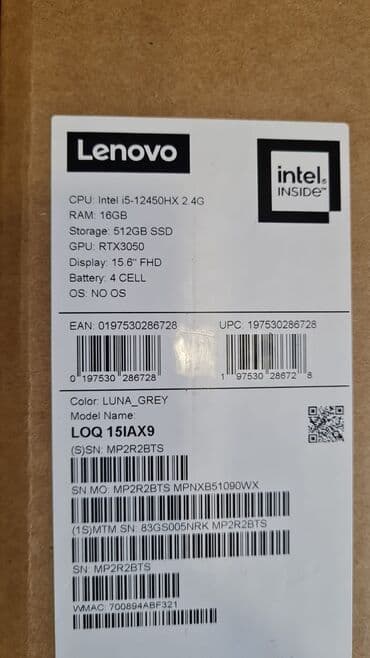 Lenovo
intel
INSIDE™
CPU: Intel i5-12450HX 2.4G
RAM: 16GB
Storage: 512GB SSD
GPU: RTX3050
Display: 15.6" FHD
Battery: 4 CELL
OS: NO OS
EAN: 0197530286728 UPC: 197530286728
0 197530 286728 1 97530 28672 8
Color: LUNA_GREY
Model Name:
LOQ 15IAX9
(S)SN: MP2R2BTS
SN MO: MP2R2BTS MPNXB51090WX
(1S)MTM SN: 83GS005NRK MP2R2BTS
SN: MP2R2BTS
WMAC: 700894ABF321